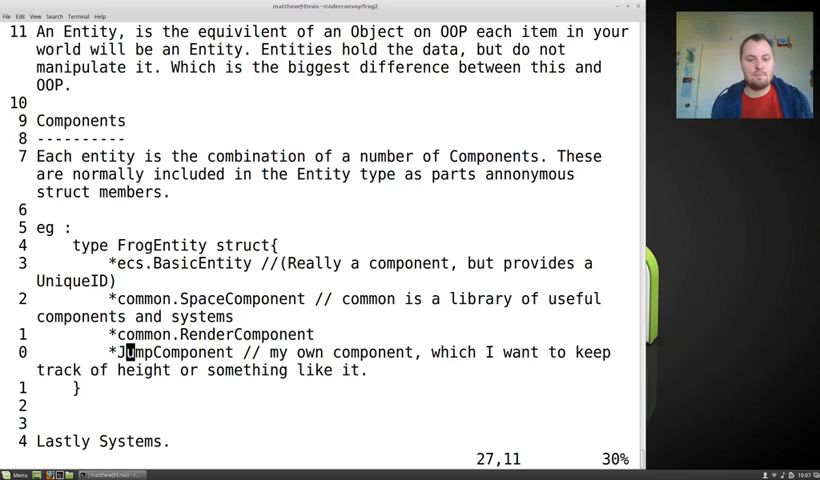 matthew@Envio ~/coderconvey/frog2
File Edit View Search Terminal Help
11 An Entity, is the equivilent of an Object on OOP each item in your
world will be an Entity. Entities hold the data, but do not
manipulate it. Which is the biggest difference between this and
OOP.
10
9 Components
8 ----------
7 Each entity is the combination of a number of Components. These
are normally included in the Entity type as parts annonymous
struct members.
6
5 eg :
4 type FrogEntity struct{
3 *ecs.BasicEntity //(Really a component, but provides a
UniqueID)
2 *common.SpaceComponent // common is a library of useful
components and systems
1 *common.RenderComponent
0 *JumpComponent // my own component, which I want to keep
track of height or something like it.
1 }
2
3
4 Lastly Systems.
27,11 30%
Menu matthew@Envio ~/... 10:07